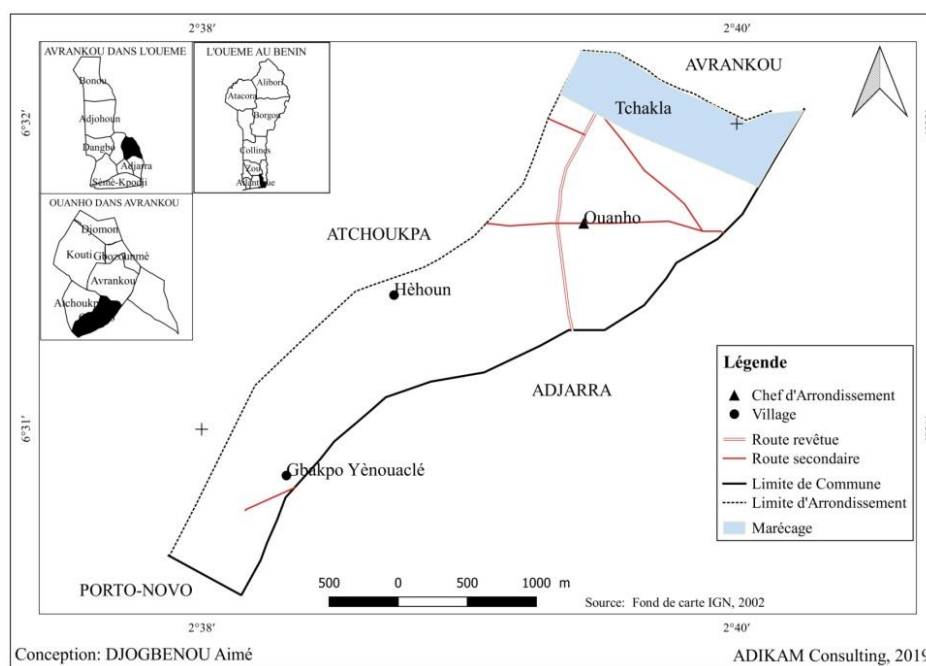 2°38′ 2°40′
AVRANKOU DANS L'OUEME
Bonou
Adjohoun
Dangbo
Adjarra
Sèmè-Kpodji
L'OUEME AU BENIN
Alibori
Atacora
Borgou
Collines
Zou
Atlantique
OUANHO DANS AVRANKOU
Djomon
Kouti
Gbozounmè
Avrankou
Atchoukpa
AVRANKOU
Tchakla
6°32′
Ouanho
ATCHOUKPA
Hèhoun
ADJARRA
6°31′
Gbakpo Yènouaclé
PORTO-NOVO
Légende
Chef d'Arrondissement
Village
Route revêtue
Route secondaire
Limite de Commune
Limite d'Arrondissement
Marécage
500 0 500 1000 m
Source: Fond de carte IGN, 2002
2°38′ 2°40′
Conception: DJOGBENOU Aimé ADIKAM Consulting, 2019